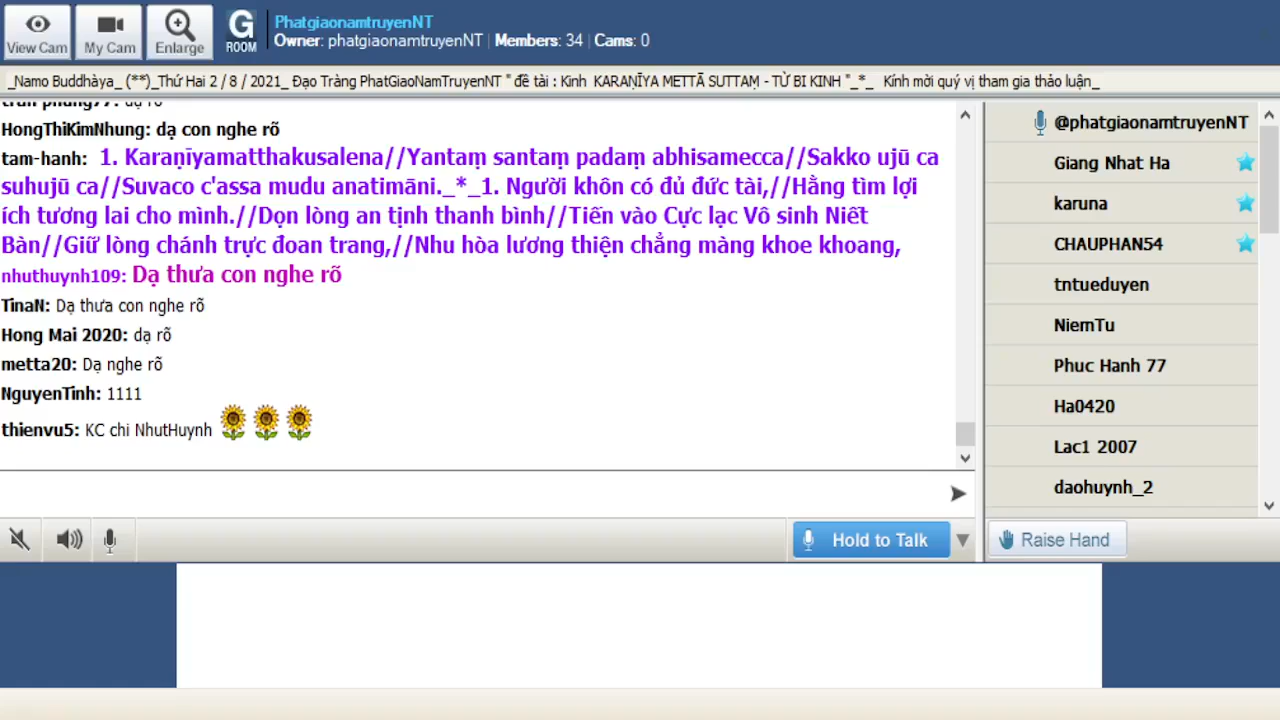 View Cam
My Cam
Enlarge
G
ROOM
PhatgiaonamtruyenNT
Owner: phatgiaonamtruyenNT | Members: 34 | Cams: 0
_Namo Buddhàya_ (**)_Thứ Hai 2 / 8 / 2021_ Đạo Tràng PhatGiaoNamTruyenNT " đề tài : Kinh KARAṆĪYA METTĀ SUTTAṂ - TỪ BI KINH "_*_ Kính mời quý vị tham gia thảo luận_
tran phung77: dạ rõ
HongThiKimNhung: dạ con nghe rõ
tam-hanh: 1. Karaṇīyamatthakusalena//Yantaṃ santaṃ padaṃ abhisamecca//Sakko ujū ca
suhujū ca//Suvaco c'assa mudu anatimāni._*_1. Người khôn có đủ đức tài,//Hằng tìm lợi
ích tương lai cho mình.//Dọn lòng an tịnh thanh bình//Tiến vào Cực lạc Vô sinh Niết
Bàn//Giữ lòng chánh trực đoan trang,//Nhu hòa lương thiện chẳng màng khoe khoang,
nhuthuynh109: Dạ thưa con nghe rõ
TinaN: Dạ thưa con nghe rõ
Hong Mai 2020: dạ rõ
metta20: Dạ nghe rõ
NguyenTinh: 1111
thienvu5: KC chi NhutHuynh
Hold to Talk
@phatgiaonamtruyenNT
Giang Nhat Ha
karuna
CHAUPHAN54
tntueduyen
NiemTu
Phuc Hanh 77
Ha0420
Lac1 2007
daohuynh_2
Raise Hand